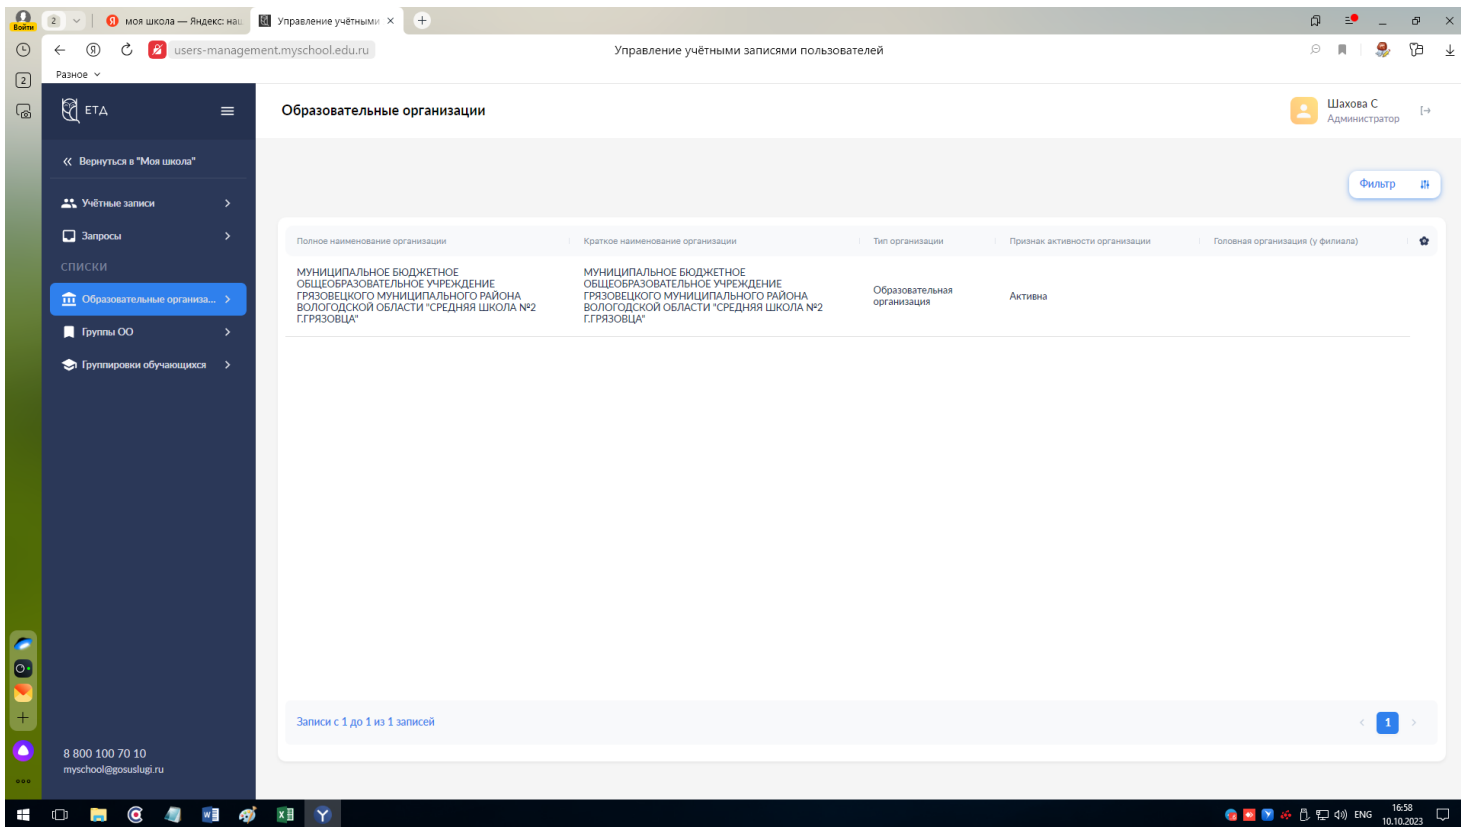 Войти
2
моя школа — Яндекс: наш
Управление учётными
users-management.myschool.edu.ru
Управление учётными записями пользователей
2
Разное
ЕТД
Образовательные организации
Шахова С
Администратор
Вернуться в "Моя школа"
Фильтр
Учётные записи
Запросы
СПИСКИ
Образовательные организа...
Группы ОО
Группировки обучающихся
Полное наименование организации
Краткое наименование организации
Тип организации
Признак активности организации
Головная организация (у филиала)
МУНИЦИПАЛЬНОЕ БЮДЖЕТНОЕ
ОБЩЕОБРАЗОВАТЕЛЬНОЕ УЧРЕЖДЕНИЕ
ГРЯЗОВЕЦКОГО МУНИЦИПАЛЬНОГО РАЙОНА
ВОЛОГОДСКОЙ ОБЛАСТИ "СРЕДНЯЯ ШКОЛА №2
Г.ГРЯЗОВЦА"
МУНИЦИПАЛЬНОЕ БЮДЖЕТНОЕ
ОБЩЕОБРАЗОВАТЕЛЬНОЕ УЧРЕЖДЕНИЕ
ГРЯЗОВЕЦКОГО МУНИЦИПАЛЬНОГО РАЙОНА
ВОЛОГОДСКОЙ ОБЛАСТИ "СРЕДНЯЯ ШКОЛА №2
Г.ГРЯЗОВЦА"
Образовательная
организация
Активна
Записи с 1 до 1 из 1 записей
1
8 800 100 70 10
myschool@gosuslugi.ru
ENG
16:58
10.10.2023